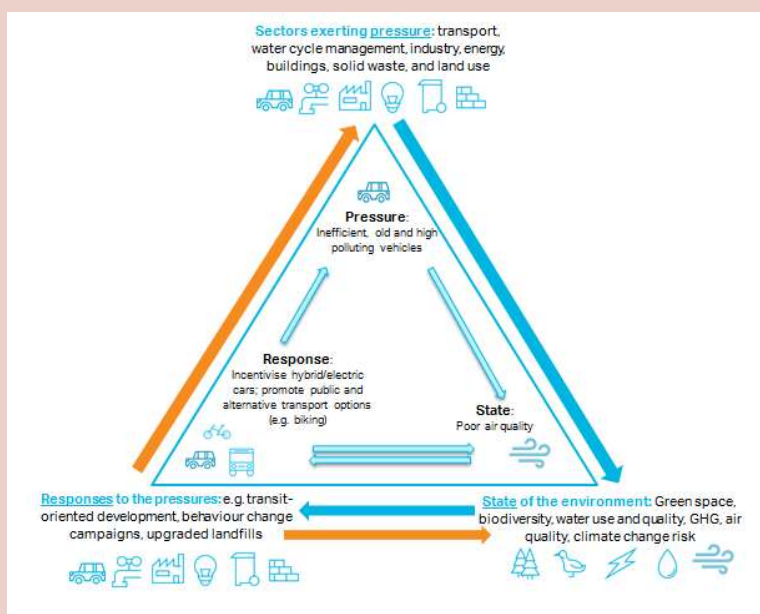 Sectors exerting pressure: transport,
water cycle management, industry, energy,
buildings, solid waste, and land use
Pressure:
Inefficient, old and high
polluting vehicles
Response:
Incentivise hybrid/electric
cars; promote public and
alternative transport options
(e.g. biking)
State:
Poor air quality
Responses to the pressures: e.g. transit-
oriented development, behaviour change
campaigns, upgraded landfills
State of the environment: Green space,
biodiversity, water use and quality, GHG, air
quality, climate change risk